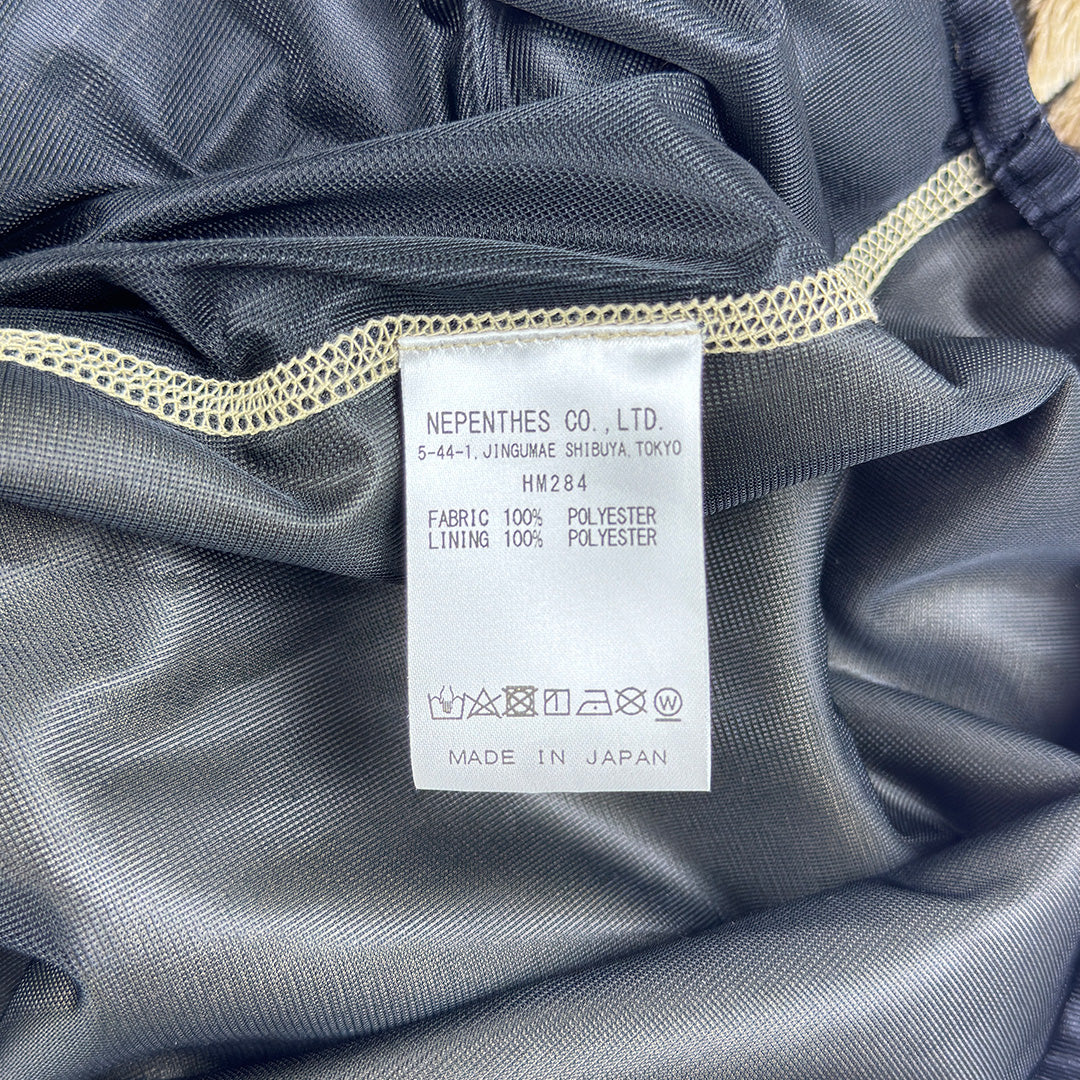 NEPENTHES CO.,LTD.
5-44-1, JINGUMAE SHIBUYA, TOKYO
HM284
FABRIC 100% POLYESTER
LINING 100% POLYESTER
W
MADE IN JAPAN